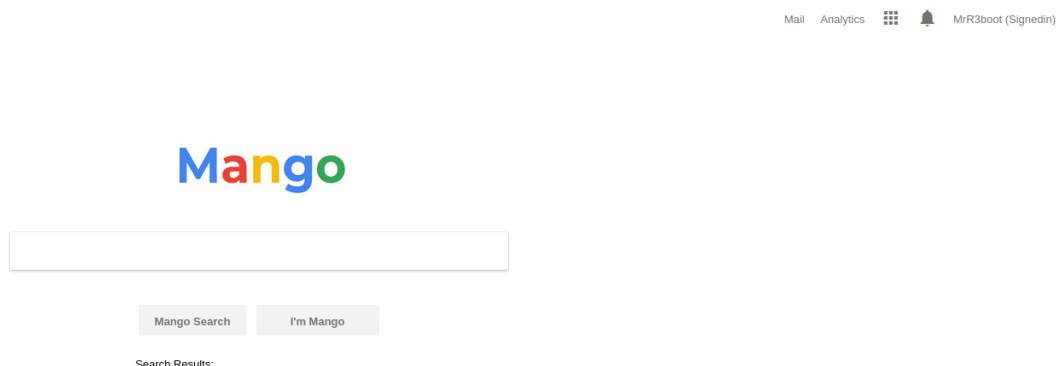 Mail Analytics MrR3boot (Signedin)
Mango
Mango Search I'm Mango
Search Results: